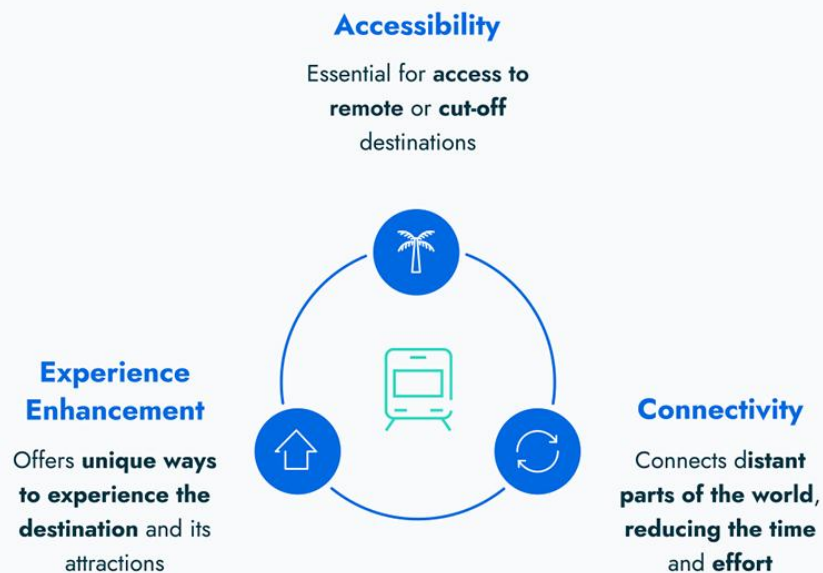 Accessibility
Essential for access to
remote or cut-off
destinations
Experience
Enhancement
Offers unique ways
to experience the
destination and its
attractions
Connectivity
Connects distant
parts of the world,
reducing the time
and effort